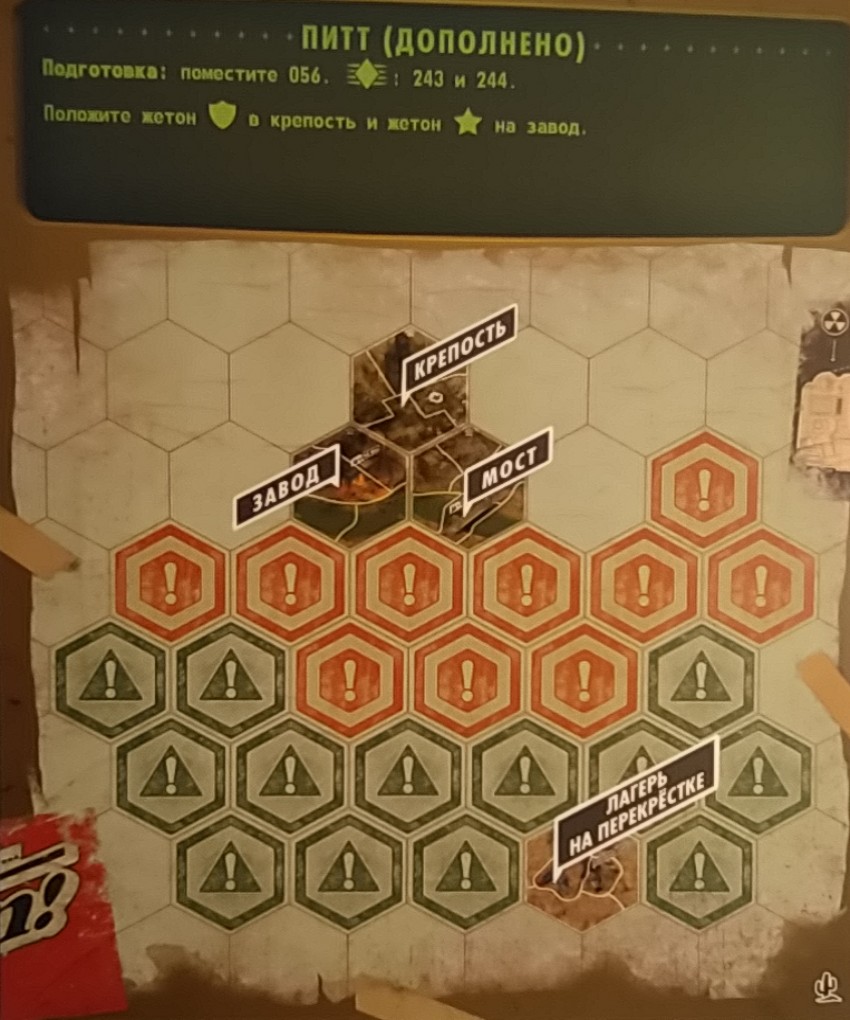 ПИТТ (ДОПОЛНЕНО)
Подготовка: поместите 056. : 243 и 244.
Положите жетон в крепость и жетон на завод.
КРЕПОСТЬ
ЗАВОД
МОСТ
ЛАГЕРЬ
НА ПЕРЕКРЁСТКЕ